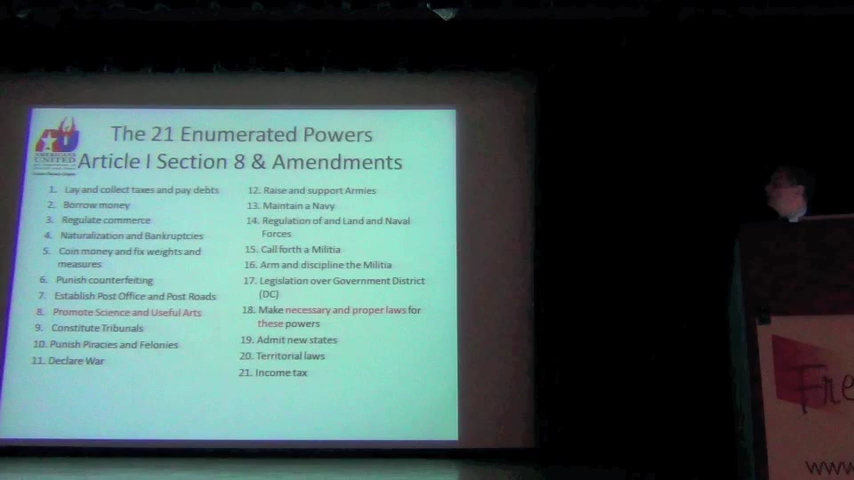 The 21 Enumerated Powers
Article I Section 8 & Amendments
AMERICANS
UNITED
1. Lay and collect taxes and pay debts
2. Borrow money
3. Regulate commerce
4. Naturalization and Bankruptcies
5. Coin money and fix weights and
measures
6. Punish counterfeiting
7. Establish Post Office and Post Roads
8. Promote Science and Useful Arts
9. Constitute Tribunals
10. Punish Piracies and Felonies
11. Declare War
12. Raise and support Armies
13. Maintain a Navy
14. Regulation of and Land and Naval
Forces
15. Call forth a Militia
16. Arm and discipline the Militia
17. Legislation over Government District
(DC)
18. Make necessary and proper laws for
these powers
19. Admit new states
20. Territorial laws
21. Income tax
Fre
www